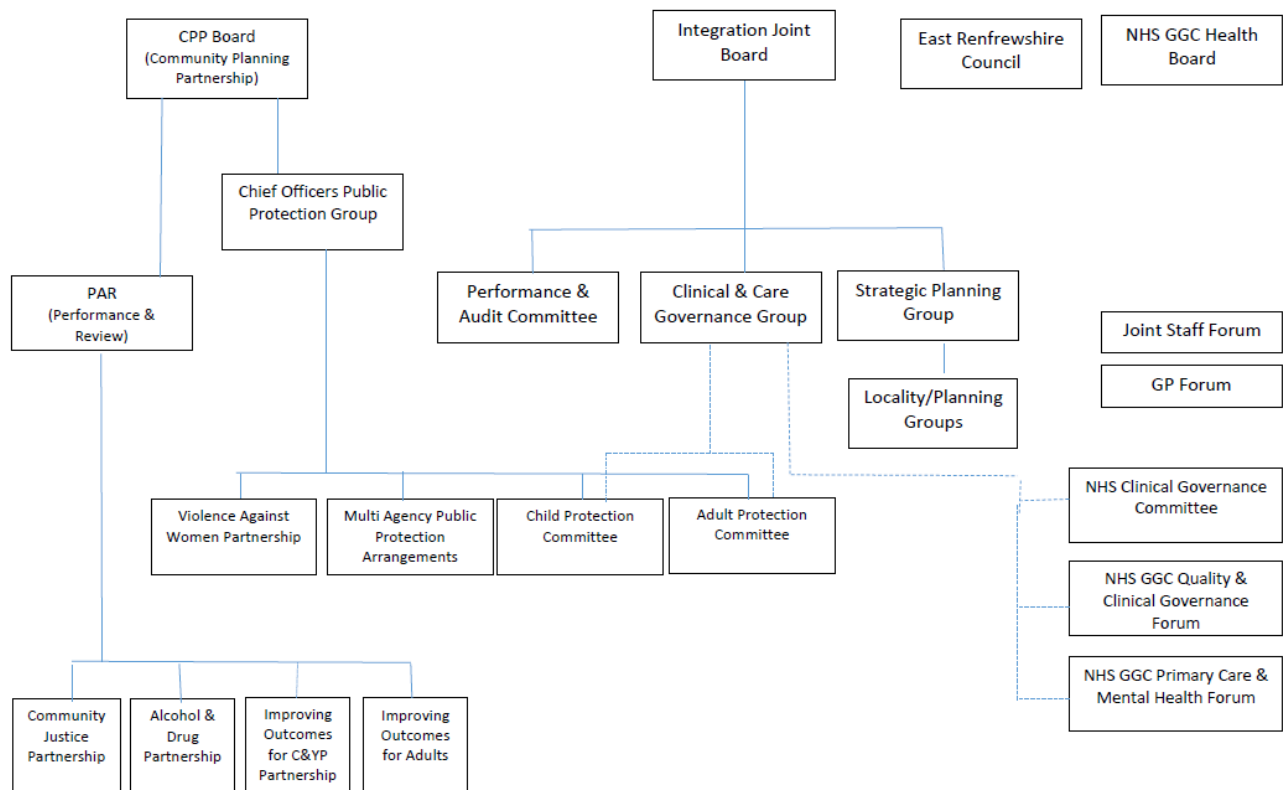 CPP Board
(Community Planning
Partnership)
Integration Joint
Board
East Renfrewshire
Council
NHS GGC Health
Board
Chief Officers Public
Protection Group
PAR
(Performance &
Review)
Performance &
Audit Committee
Clinical & Care
Governance Group
Strategic Planning
Group
Joint Staff Forum
GP Forum
Locality/Planning
Groups
Violence Against
Women Partnership
Multi Agency Public
Protection
Arrangements
Child Protection
Committee
Adult Protection
Committee
NHS Clinical Governance
Committee
NHS GGC Quality &
Clinical Governance
Forum
NHS GGC Primary Care &
Mental Health Forum
Community
Justice
Partnership
Alcohol &
Drug
Partnership
Improving
Outcomes
for C&YP
Partnership
Improving
Outcomes
for Adults